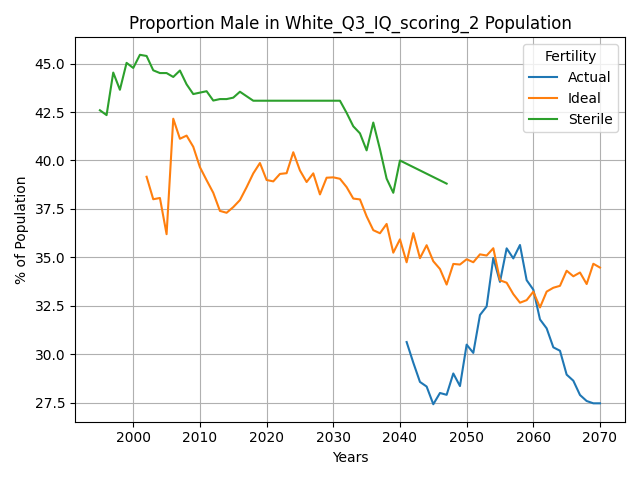 Proportion Male in White_Q3_IQ_scoring_2 Population
Fertility
Actual
Ideal
Sterile
% of Population
45.0
42.5
40.0
37.5
35.0
32.5
30.0
27.5
2000 2010 2020 2030 2040 2050 2060 2070
Years